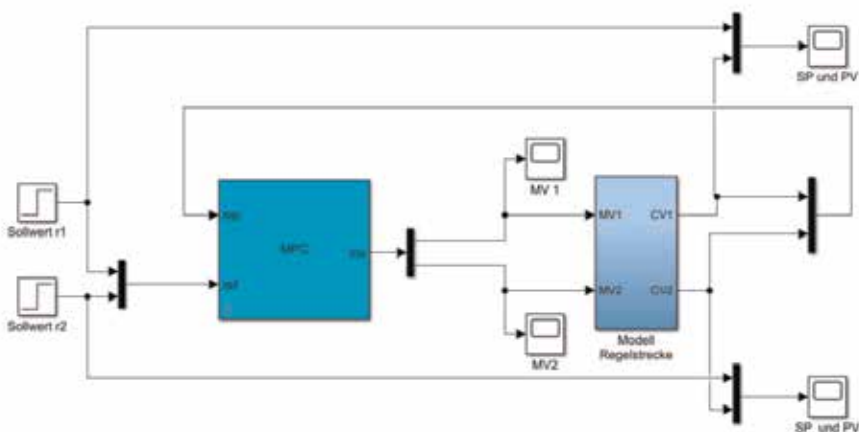 SP und PV
MV 1
Sollwert r1
mo
MPC
mv
ref
MV1
CV1
MV2
CV2
Sollwert r2
MV2
Modell
Regelstrecke
SP und PV